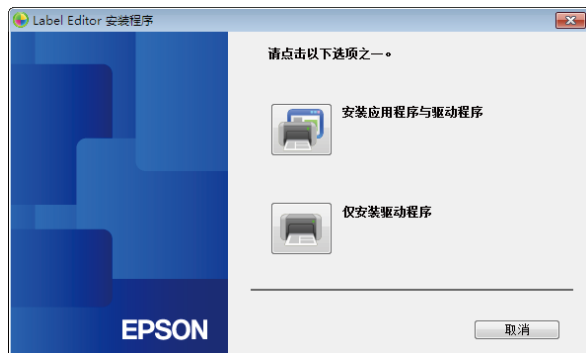 Label Editor 安装程序
请点击以下选项之一。
安装应用程序与驱动程序
仅安装驱动程序
EPSON
取消